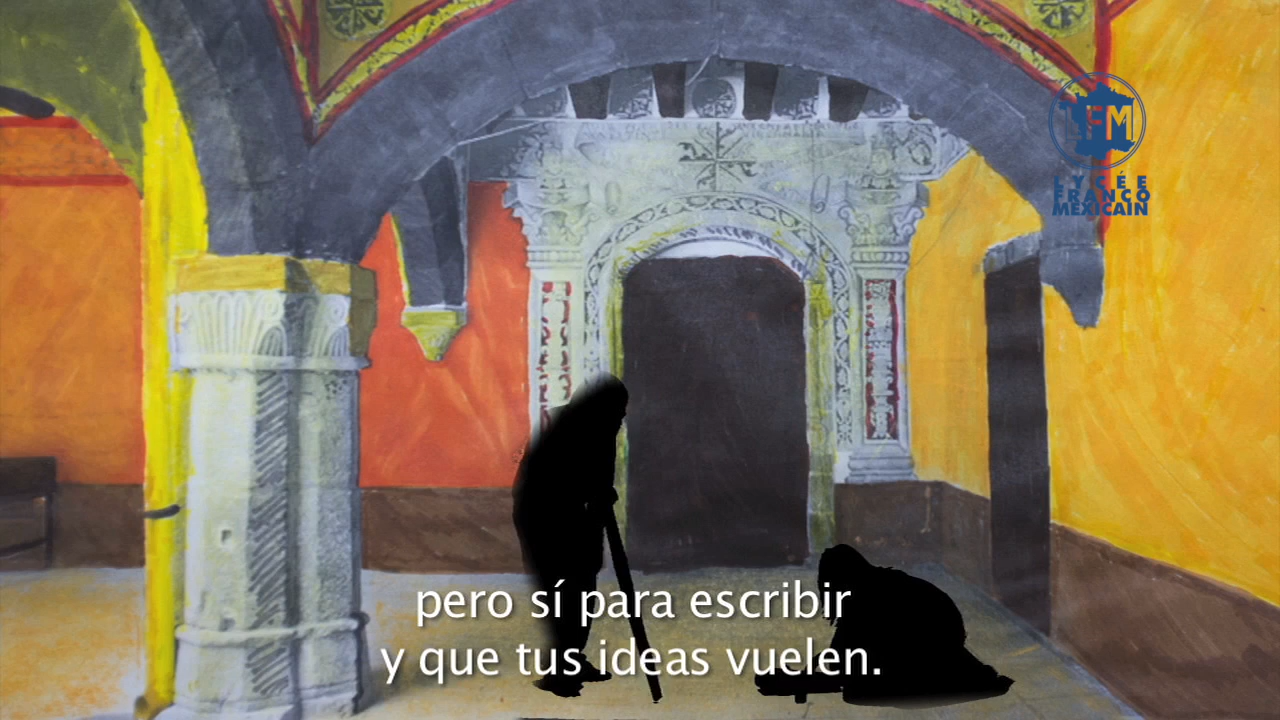 LFM
LYCÉE
FRANCO
MEXICAIN
pero sí para escribir
y que tus ideas vuelen.